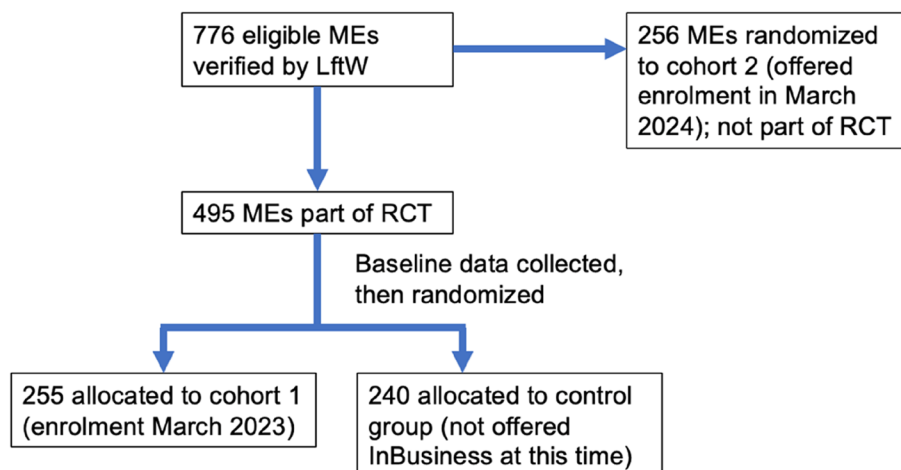 776 eligible MEs
verified by LftW
256 MEs randomized
to cohort 2 (offered
enrolment in March
2024); not part of RCT
495 MEs part of RCT
Baseline data collected,
then randomized
255 allocated to cohort 1
(enrolment March 2023)
240 allocated to control
group (not offered
InBusiness at this time)